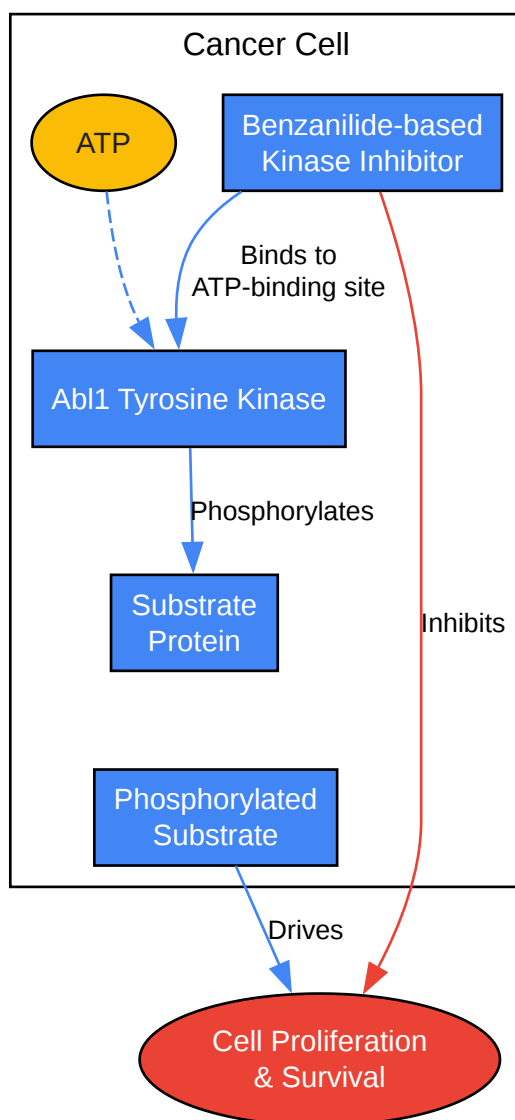 Cancer Cell
ATP
Benzanilide-based
Kinase Inhibitor
Binds to
ATP-binding site
Abl1 Tyrosine Kinase
Phosphorylates
Substrate
Protein
Inhibits
Phosphorylated
Substrate
Drives
Cell Proliferation
& Survival